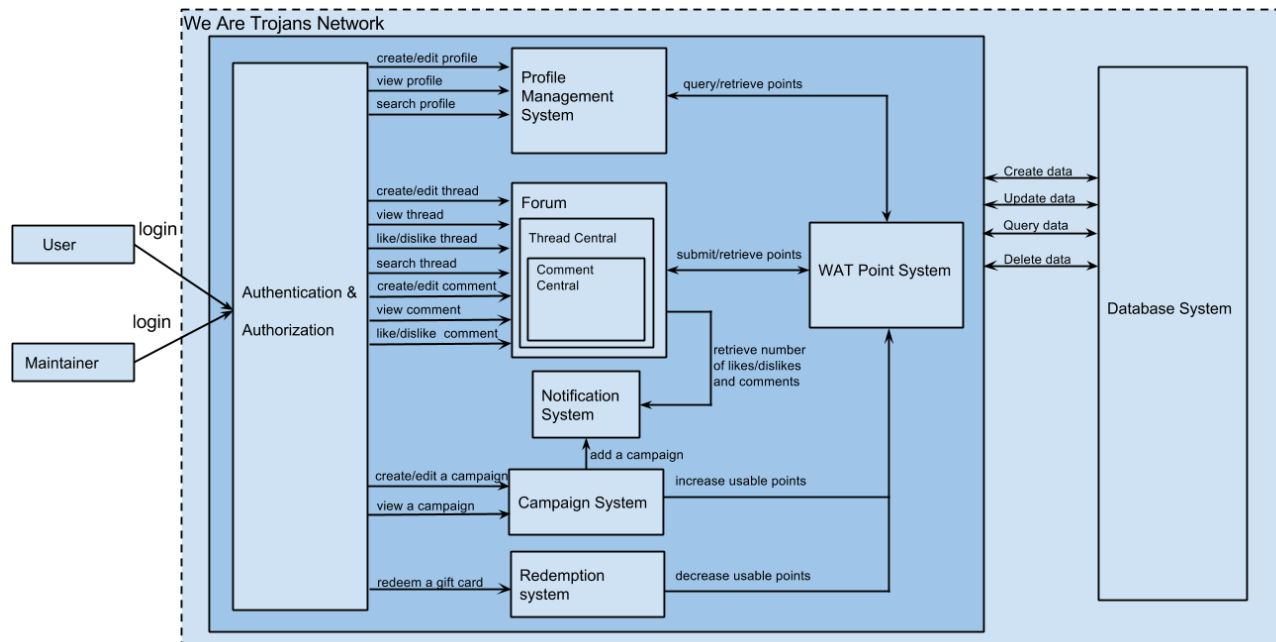 We Are Trojans Network
create/edit profile
view profile
search profile
Profile
Management
System
query/retrieve points
create/edit thread
view thread
like/dislike thread
search thread
create/edit comment
view comment
like/dislike  comment
Forum
Thread Central
Comment
Central
submit/retrieve points
WAT Point System
Create data
Update data
Query data
Delete data
Database System
login
User
login
Maintainer
Authentication &
Authorization
retrieve number
of likes/dislikes
and comments
Notification
System
add a campaign
create/edit a campaign
view a campaign
Campaign System
increase usable points
redeem a gift card
Redemption
system
decrease usable points